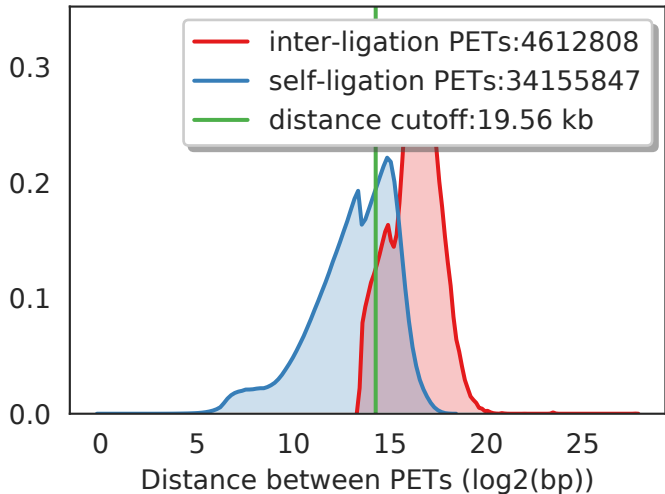 inter-ligation PETs:4612808
self-ligation PETs:34155847
distance cutoff:19.56 kb
0.3
0.2
0.1
0.0
0 5 10 15 20 25
Distance between PETs (log2(bp))